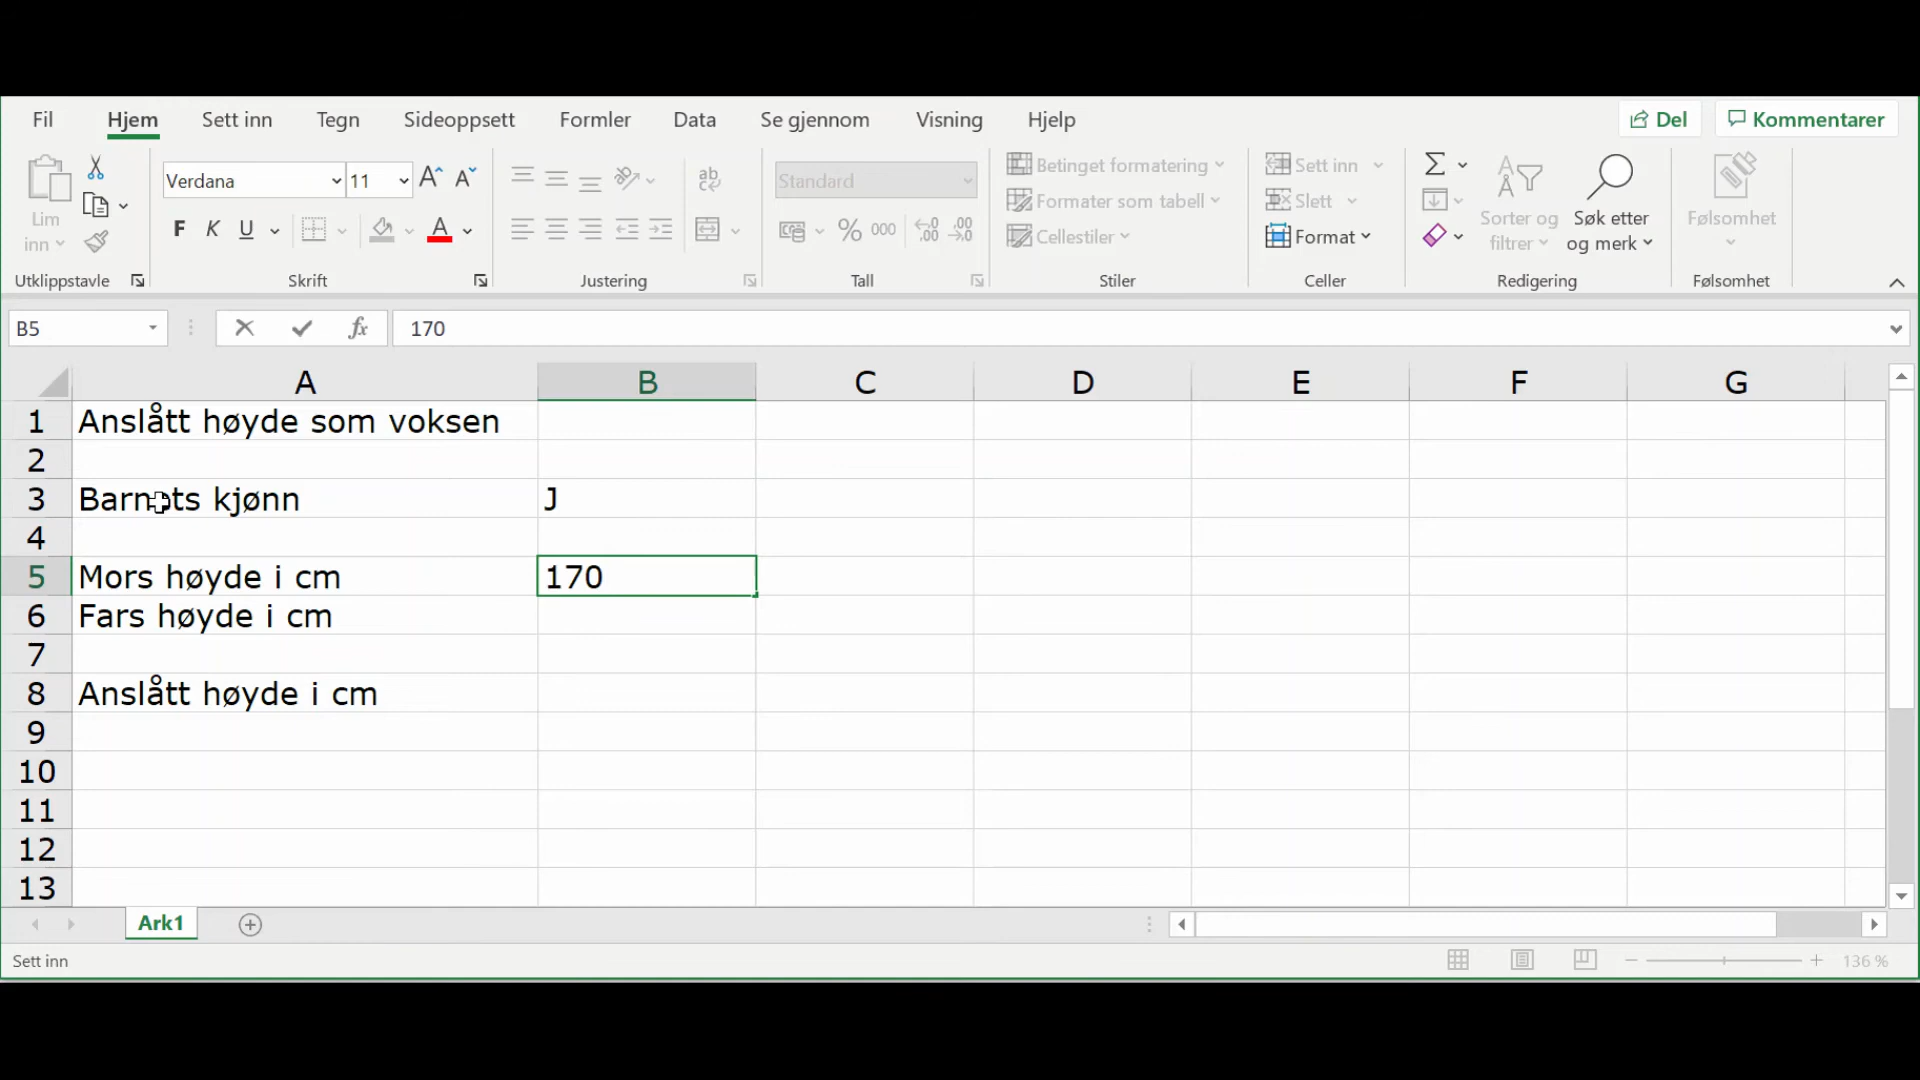 Fil Hjem Sett inn Tegn Sideoppsett Formler Data Se gjennom Visning Hjelp Del Kommentarer
Lim inn
Verdana 11
F K U A
ab
Standard
% 000
Betinget formatering
Formater som tabell
Cellestiler
Sett inn
Slett
Format
Sorter og filtrer
Søk etter og merk
Følsomhet
Utklippstavle Skrift Justering Tall Stiler Celler Redigering Følsomhet
B5 fx 170
A B C D E F G
1 Anslått høyde som voksen
2
3 Barnets kjønn J
4
5 Mors høyde i cm 170
6 Fars høyde i cm
7
8 Anslått høyde i cm
9
10
11
12
13
Ark1
Sett inn 136 %